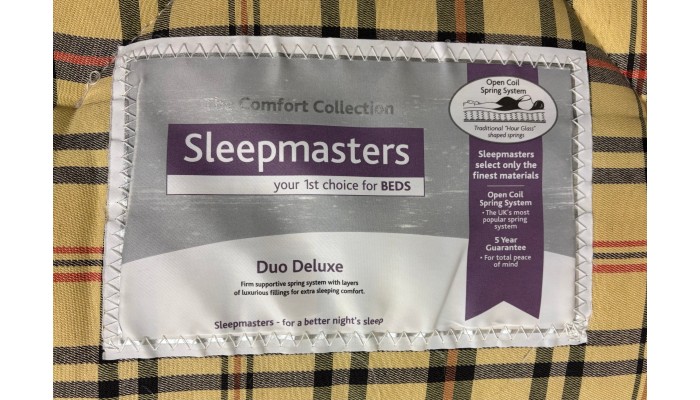 The Comfort Collection
Sleepmasters
your 1st choice for BEDS
Duo Deluxe
Firm supportive spring system with layers
of luxurious fillings for extra sleeping comfort.
Sleepmasters - for a better night's sleep
Open Coil
Spring System
Traditional "Hour Glass"
shaped springs
Sleepmasters
select only the
finest materials
Open Coil
Spring System
• The UK's most
popular spring
system
5 Year
Guarantee
• For total peace
of mind